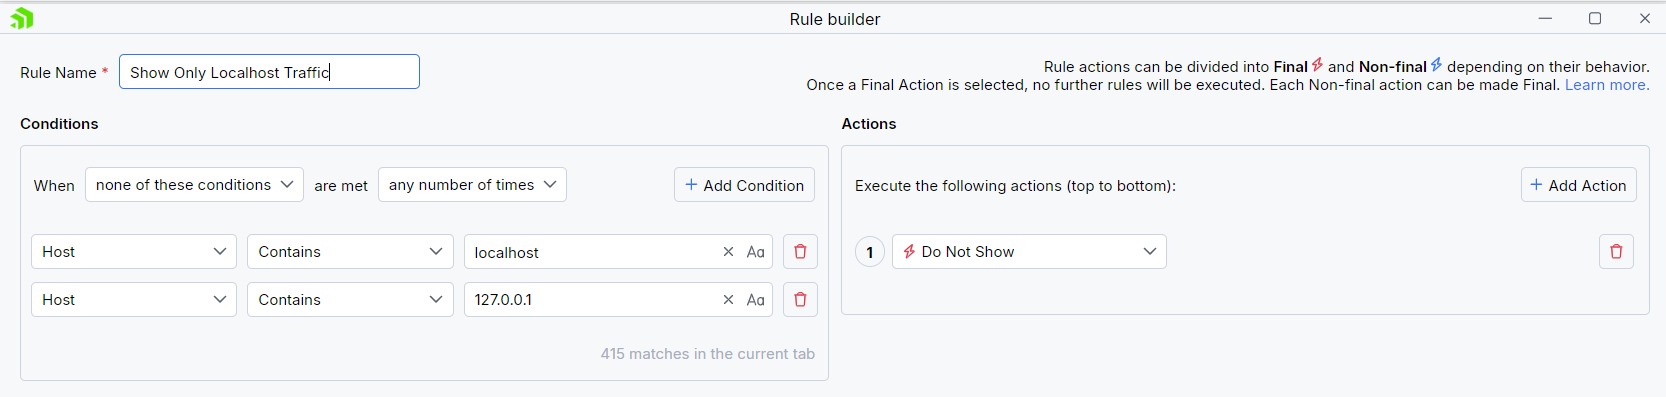 Rule builder
Rule Name * Show Only Localhost Traffic
Rule actions can be divided into Final and Non-final depending on their behavior.
Once a Final Action is selected, no further rules will be executed. Each Non-final action can be made Final. Learn more.
Conditions
When none of these conditions are met any number of times + Add Condition
Host Contains localhost Aa
Host Contains 127.0.0.1 Aa
415 matches in the current tab
Actions
Execute the following actions (top to bottom): + Add Action
1 Do Not Show